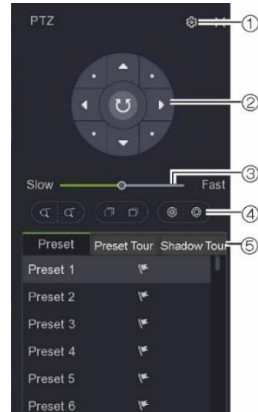 PTZ
①
②
③
Slow Fast
④
Preset Preset Tour Shadow Tour ⑤
Preset 1
Preset 2
Preset 3
Preset 4
Preset 5
Preset 6